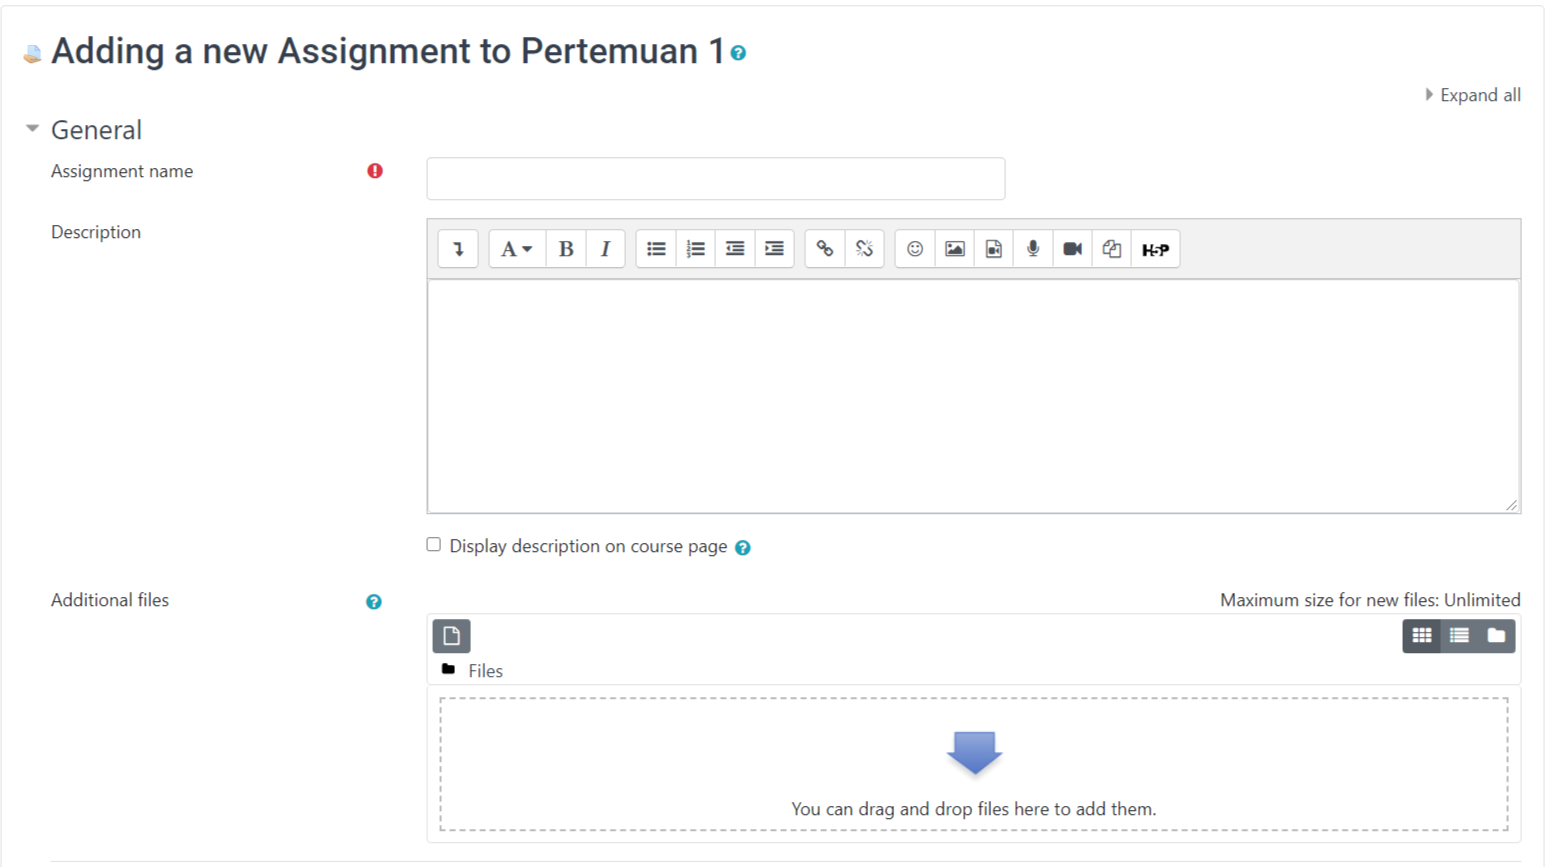 Adding a new Assignment to Pertemuan 1
Expand all
General
Assignment name
Description
A B I
H-P
Display description on course page
Additional files
Maximum size for new files: Unlimited
Files
You can drag and drop files here to add them.